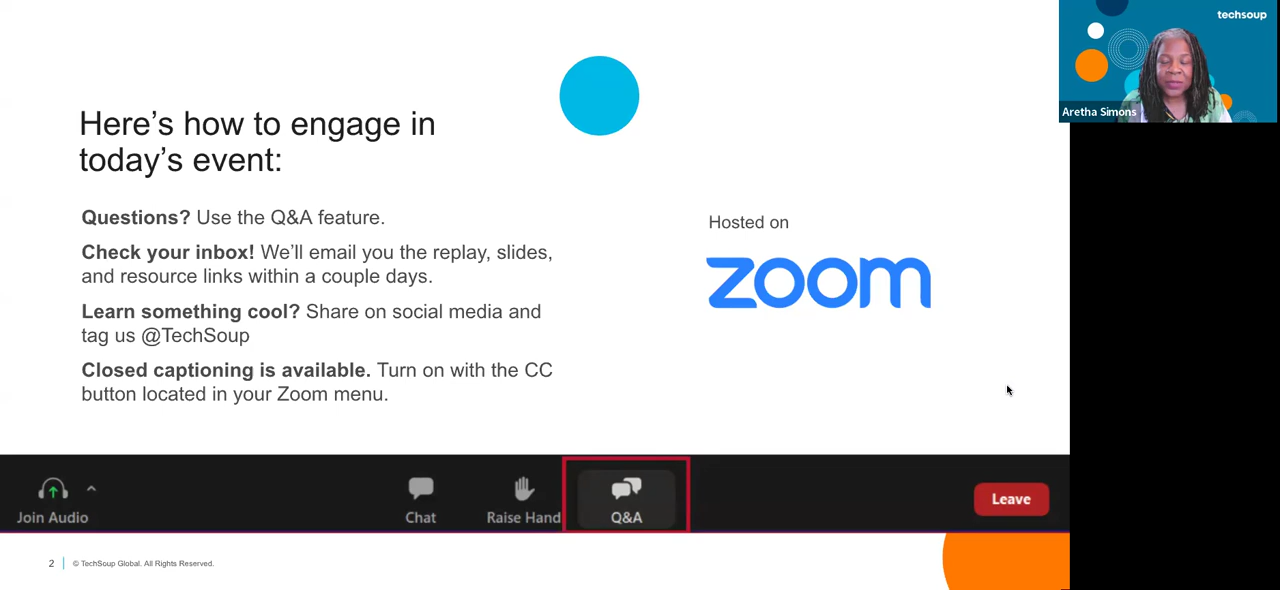 techsoup
Aretha Simons
Here’s how to engage in
today’s event:
Questions? Use the Q&A feature.
Check your inbox! We’ll email you the replay, slides,
and resource links within a couple days.
Learn something cool? Share on social media and
tag us @TechSoup
Closed captioning is available. Turn on with the CC
button located in your Zoom menu.
Hosted on
zoom
Join Audio
Chat
Raise Hand
Q&A
Leave
2
© TechSoup Global. All Rights Reserved.